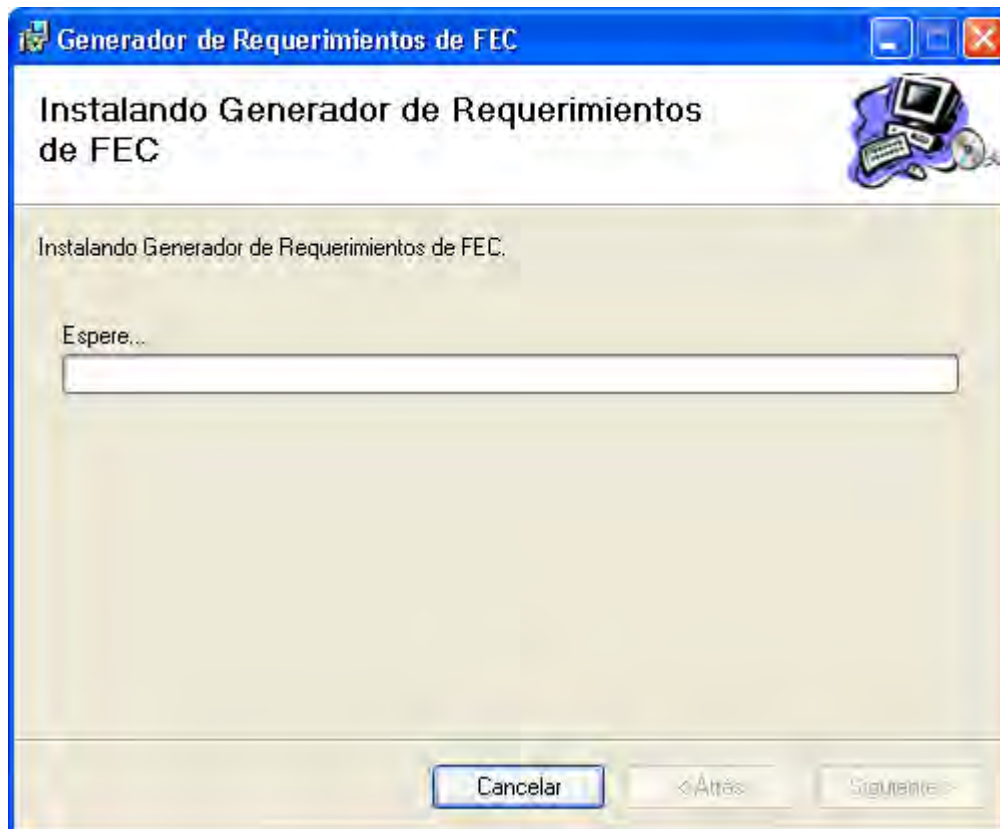 Generador de Requerimientos de FEC
Instalando Generador de Requerimientos
de FEC
Instalando Generador de Requerimientos de FEC.
Espere...
Cancelar
<Atrás
Siguiente>